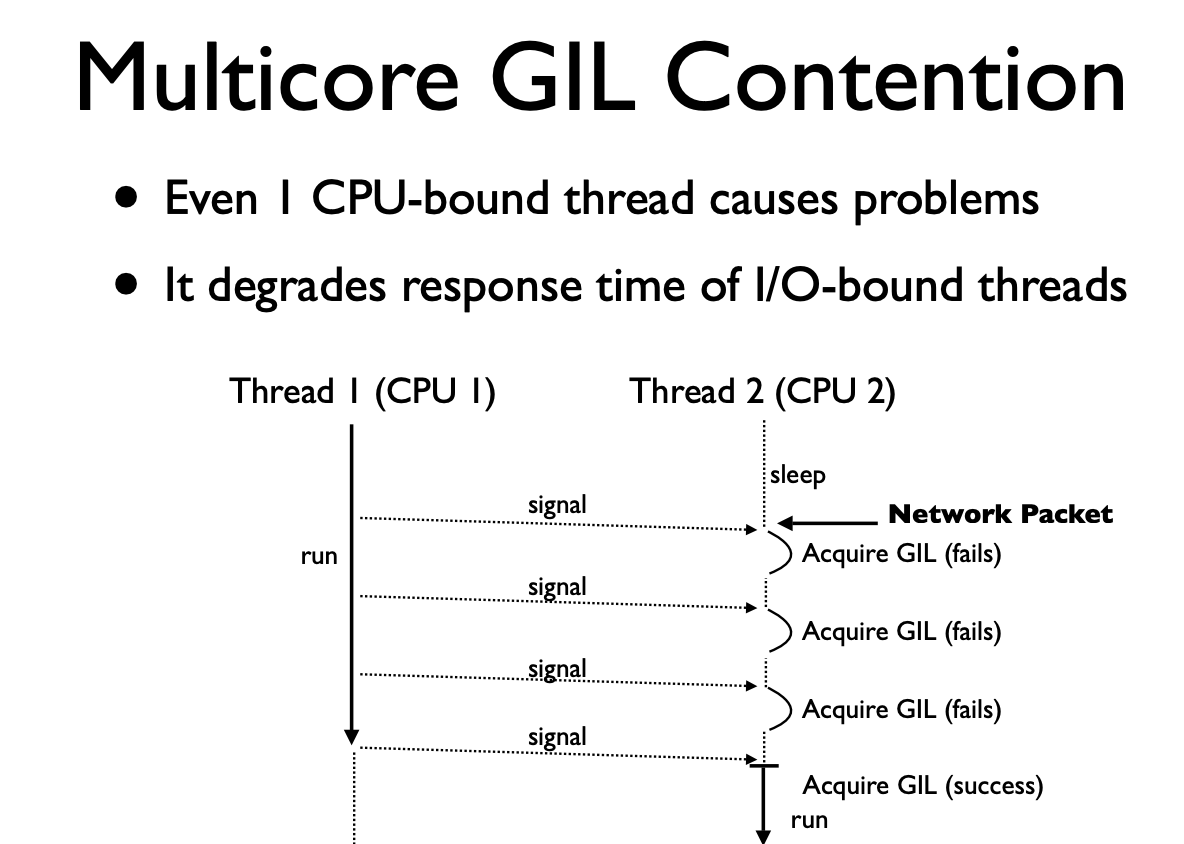 Multicore GIL Contention
• Even 1 CPU-bound thread causes problems
• It degrades response time of I/O-bound threads
Thread 1 (CPU 1)
Thread 2 (CPU 2)
sleep
signal
Network Packet
run
Acquire GIL (fails)
signal
Acquire GIL (fails)
signal
Acquire GIL (fails)
signal
Acquire GIL (success)
run